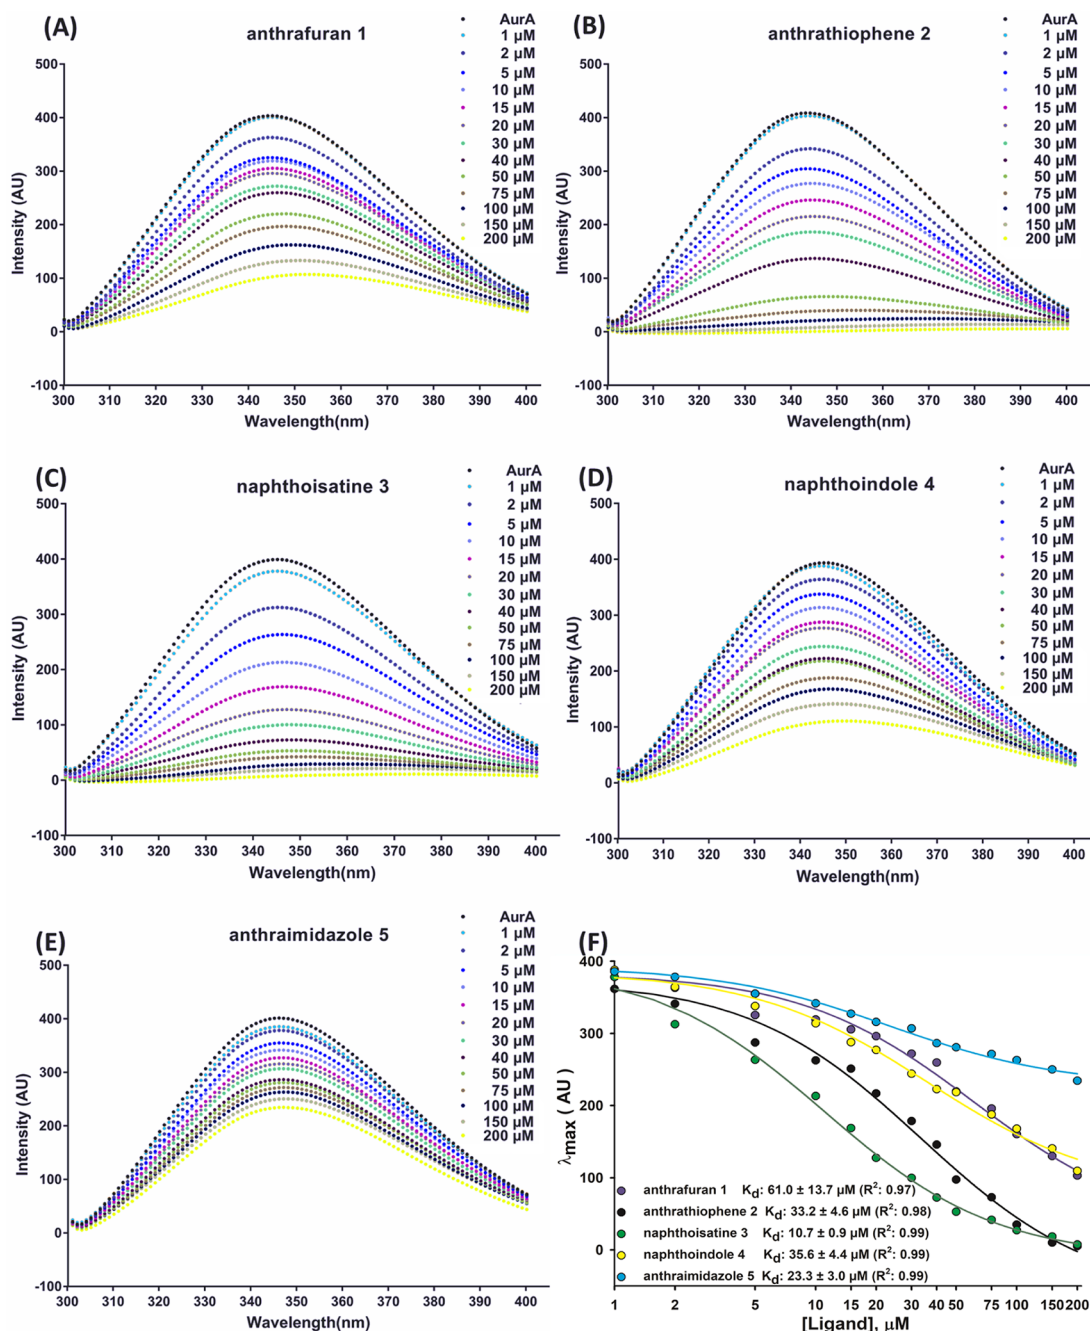 (A)
anthrafuran 1
AurA
1 µM
2 µM
5 µM
10 µM
15 µM
20 µM
30 µM
40 µM
50 µM
75 µM
100 µM
150 µM
200 µM
Intensity (AU)
500
400
300
200
100
0
-100
300 310 320 330 340 350 360 370 380 390 400
Wavelength(nm)
(B)
anthrathiophene 2
AurA
1 µM
2 µM
5 µM
10 µM
15 µM
20 µM
30 µM
40 µM
50 µM
75 µM
100 µM
150 µM
200 µM
Intensity (AU)
500
400
300
200
100
0
-100
300 310 320 330 340 350 360 370 380 390 400
Wavelength(nm)
(C)
naphthoisatine 3
AurA
1 µM
2 µM
5 µM
10 µM
15 µM
20 µM
30 µM
40 µM
50 µM
75 µM
100 µM
150 µM
200 µM
Intensity (AU)
500
400
300
200
100
0
-100
300 310 320 330 340 350 360 370 380 390 400
Wavelength(nm)
(D)
naphthoindole 4
AurA
1 µM
2 µM
5 µM
10 µM
15 µM
20 µM
30 µM
40 µM
50 µM
75 µM
100 µM
150 µM
200 µM
Intensity (AU)
500
400
300
200
100
0
-100
300 310 320 330 340 350 360 370 380 390 400
Wavelength(nm)
(E)
anthraimidazole 5
AurA
1 µM
2 µM
5 µM
10 µM
15 µM
20 µM
30 µM
40 µM
50 µM
75 µM
100 µM
150 µM
200 µM
Intensity (AU)
500
400
300
200
100
0
-100
300 310 320 330 340 350 360 370 380 390 400
Wavelength(nm)
(F)
λmax ( AU )
400
300
200
100
0
anthrafuran 1 Kd: 61.0 ± 13.7 µM (R²: 0.97)
anthrathiophene 2 Kd: 33.2 ± 4.6 µM (R²: 0.98)
naphthoisatine 3 Kd: 10.7 ± 0.9 µM (R²: 0.99)
naphthoindole 4 Kd: 35.6 ± 4.4 µM (R²: 0.99)
anthraimidazole 5 Kd: 23.3 ± 3.0 µM (R²: 0.99)
1 2 5 10 15 20 30 40 50 75 100 150 200
[Ligand], µM